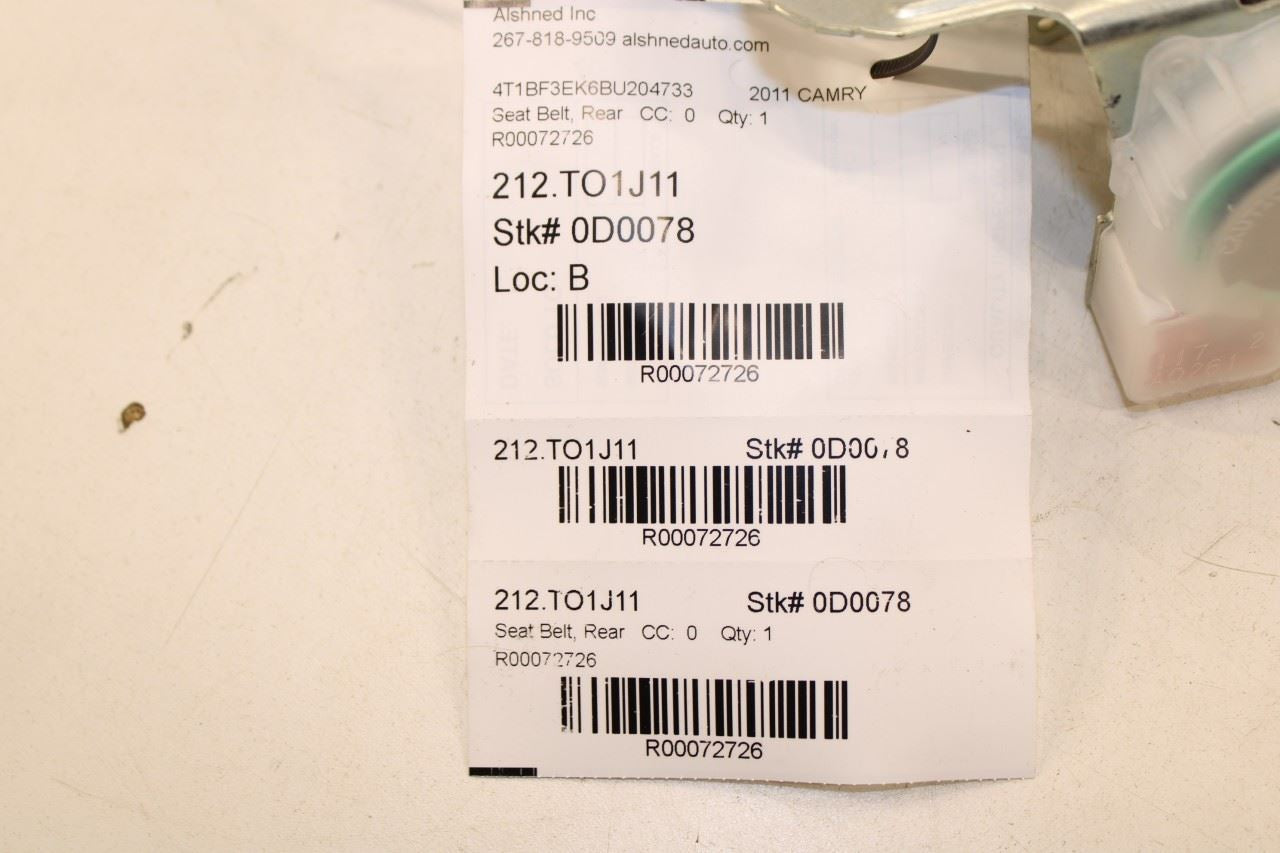 Alshned Inc
267-818-9509 alshnedauto.com
4T1BF3EK6BU204733 2011 CAMRY
Seat Belt, Rear CC: 0 Qty: 1
R00072726
212.TO1J11
Stk# 0D0078
Loc: B
R00072726
212.TO1J11 Stk# 0D0078
R00072726
212.TO1J11 Stk# 0D0078
Seat Belt, Rear CC: 0 Qty: 1
R00072726
R00072726